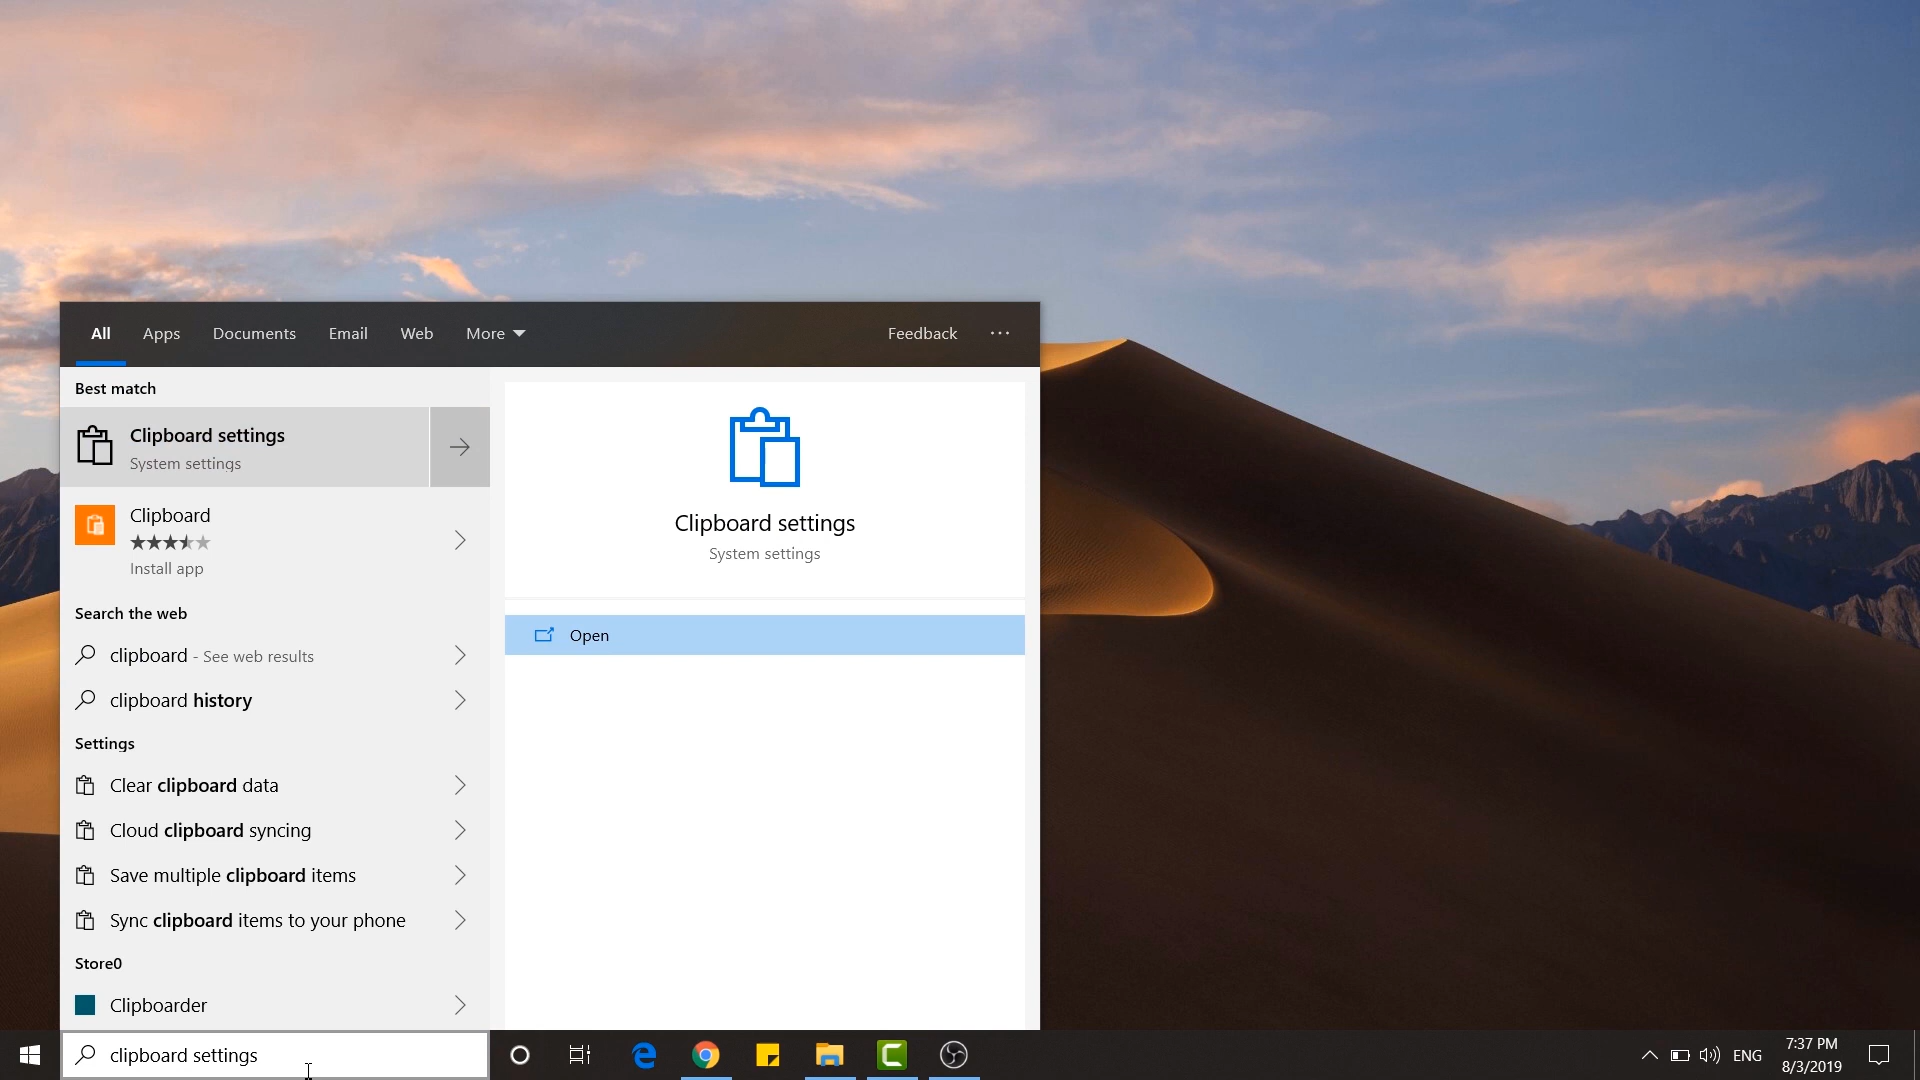 All Apps Documents Email Web More Feedback ...
Best match
Clipboard settings
System settings
Clipboard
Install app
Search the web
clipboard - See web results
clipboard history
Settings
Clear clipboard data
Cloud clipboard syncing
Save multiple clipboard items
Sync clipboard items to your phone
Store0
Clipboarder
Clipboard settings
System settings
Open
clipboard settings
ENG
7:37 PM
8/3/2019